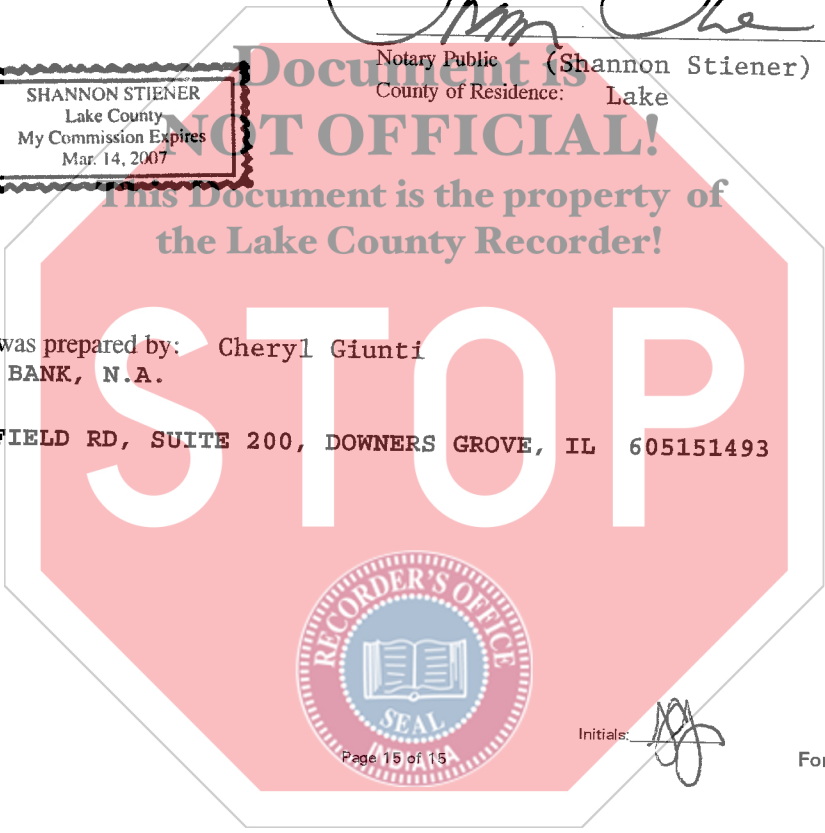 Document is
Notary Public (Shannon Stiener)
County of Residence: Lake
SHANNON STIENER
Lake County
My Commission Expires
Mar. 14, 2007
NOT OFFICIAL!
This Document is the property of
the Lake County Recorder!
STOP
was prepared by: Cheryl Giunti
BANK, N.A.
FIELD RD, SUITE 200, DOWNERS GROVE, IL 605151493
RECORDER'S OFFICE
SEAL
INDIANA
Initials:
Page 15 of 15
For